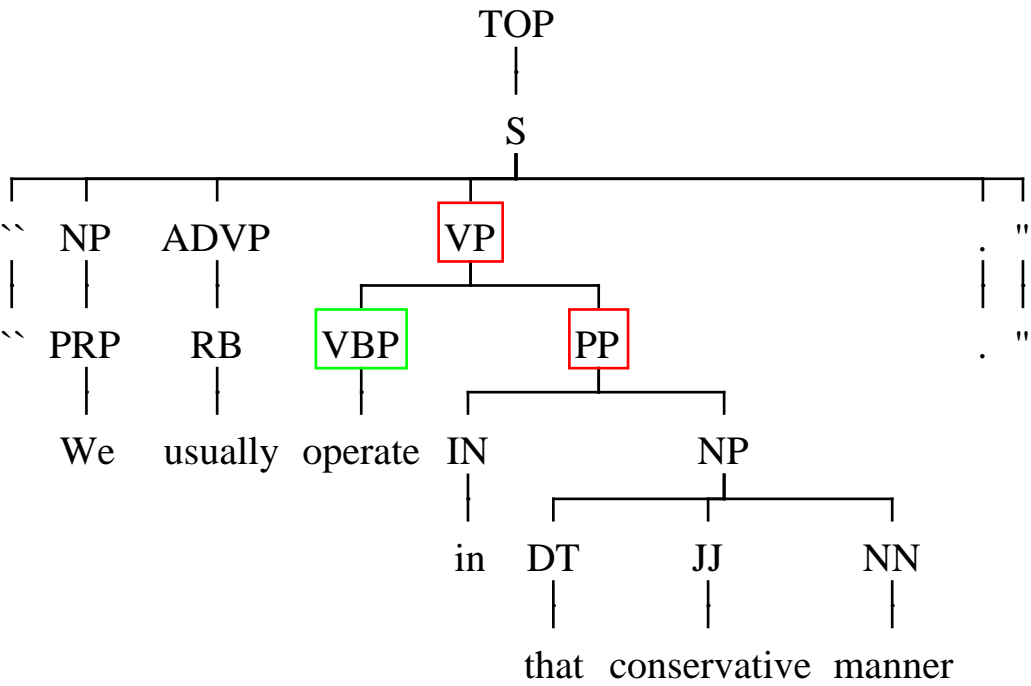 TOP
S
`` NP ADVP VP . "
`` PRP RB VBP PP . "
We usually operate IN NP
in DT JJ NN
that conservative manner